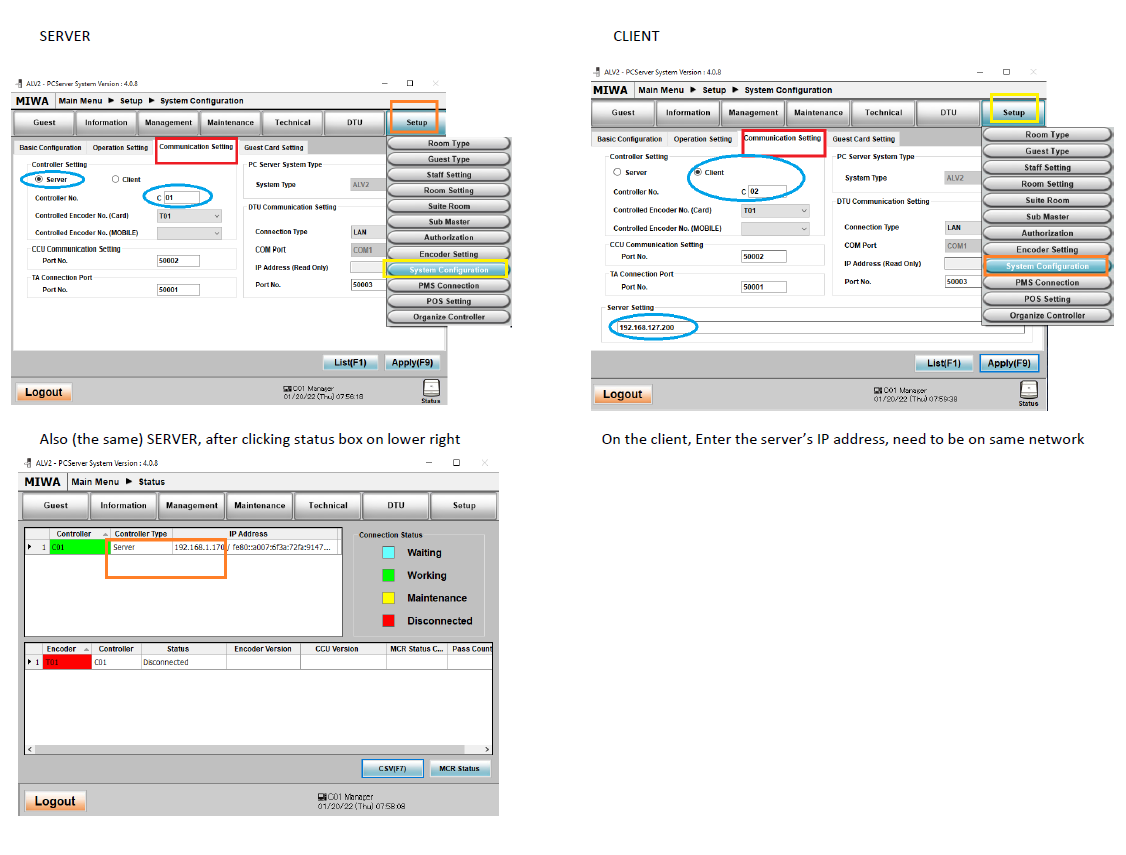 SERVER
ALV2 - PCServer System Version : 4.0.8
MIWA Main Menu ▶ Setup ▶ System Configuration
Guest Information Management Maintenance Technical DTU Setup
Basic Configuration Operation Setting Communication Setting Guest Card Setting
Controller Setting
Server Client
Controller No. C 01
Controlled Encoder No. (Card) T01
Controlled Encoder No. (MOBILE)
CCU Communication Setting
Port No. 50002
TA Connection Port
Port No. 50001
PC Server System Type
System Type ALV2
DTU Communication Setting
Connection Type LAN
COM Port COM1
IP Address (Read Only)
Port No. 50003
Room Type
Guest Type
Staff Setting
Room Setting
Suite Room
Sub Master
Authorization
Encoder Setting
System Configuration
PMS Connection
POS Setting
Organize Controller
List(F1) Apply(F9)
Logout
C01 Manager
01/20/22 (Thu) 07:56:18
Status
CLIENT
ALV2 - PCServer System Version : 4.0.8
MIWA Main Menu ▶ Setup ▶ System Configuration
Guest Information Management Maintenance Technical DTU Setup
Basic Configuration Operation Setting Communication Setting Guest Card Setting
Controller Setting
Server Client
Controller No. C 02
Controlled Encoder No. (Card) T01
Controlled Encoder No. (MOBILE)
CCU Communication Setting
Port No. 50002
TA Connection Port
Port No. 50001
Server Setting
192.168.127.200
PC Server System Type
System Type ALV2
DTU Communication Setting
Connection Type LAN
COM Port COM1
IP Address (Read Only)
Port No. 50003
Room Type
Guest Type
Staff Setting
Room Setting
Suite Room
Sub Master
Authorization
Encoder Setting
System Configuration
PMS Connection
POS Setting
Organize Controller
List(F1) Apply(F9)
Logout
C01 Manager
01/20/22 (Thu) 07:59:38
Status
Also (the same) SERVER, after clicking status box on lower right
ALV2 - PCServer System Version : 4.0.8
MIWA Main Menu ▶ Status
Guest Information Management Maintenance Technical DTU Setup
Controller Controller Type IP Address
1 C01 Server 192.168.1.170/ fe80::a007:6f3a:72fa:9147...
Connection Status
Waiting
Working
Maintenance
Disconnected
Encoder Controller Status Encoder Version CCU Version MCR Status C... Pass Count
1 T01 C01 Disconnected
CSV(F7) MCR Status
Logout
C01 Manager
01/20/22 (Thu) 07:58:08
On the client, Enter the server's IP address, need to be on same network